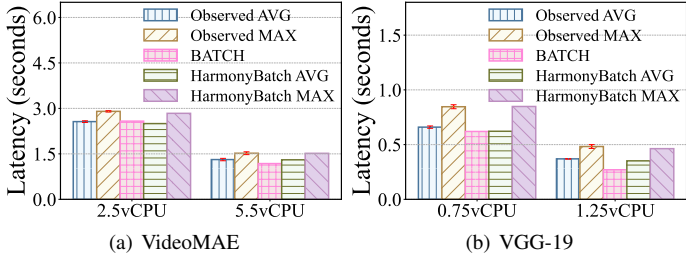 Latency (seconds)
6.0
4.5
3.0
1.5
0.0
Observed AVG
Observed MAX
BATCH
HarmonyBatch AVG
HarmonyBatch MAX
2.5vCPU
5.5vCPU
(a) VideoMAE
Latency (seconds)
1.5
1.0
0.5
0.0
Observed AVG
Observed MAX
BATCH
HarmonyBatch AVG
HarmonyBatch MAX
0.75vCPU
1.25vCPU
(b) VGG-19